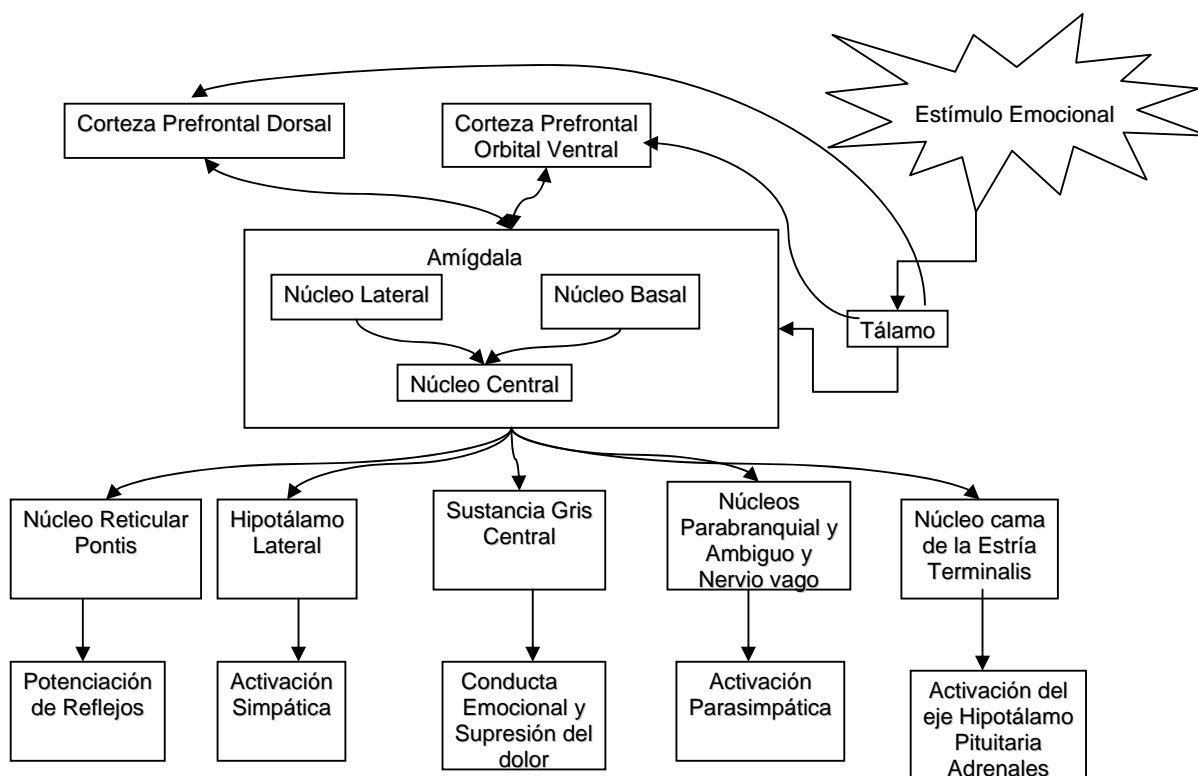 Estímulo Emocional
Corteza Prefrontal Dorsal
Corteza Prefrontal
Orbital Ventral
Amígdala
Núcleo Lateral
Núcleo Basal
Tálamo
Núcleo Central
Núcleo Reticular
Pontis
Hipotálamo
Lateral
Sustancia Gris
Central
Núcleos
Parabranquial y
Ambiguo y
Nervio vago
Núcleo cama
de la Estría
Terminalis
Potenciación
de Reflejos
Activación
Simpática
Conducta
Emocional y
Supresión del
dolor
Activación
Parasimpática
Activación del
eje Hipotálamo
Pituitaria
Adrenales